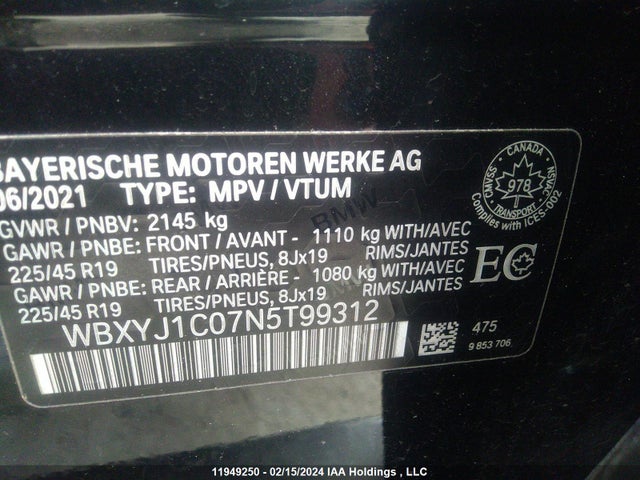 BAYERISCHE MOTOREN WERKE AG
06/2021 TYPE: MPV / VTUM
GVWR / PNBV: 2145 kg
GAWR / PNBE: FRONT / AVANT - 1110 kg WITH/AVEC
225/45 R19 TIRES/PNEUS, 8Jx19 RIMS/JANTES
GAWR / PNBE: REAR / ARRIÈRE - 1080 kg WITH/AVEC
225/45 R19 TIRES/PNEUS, 8Jx19 RIMS/JANTES
WBXYJ1C07N5T99312
CANADA
CMVSS NSVAC
978
TRANSPORT
Complies with ICES-002
EC
475
9 853 706
BMW
11949250 - 02/15/2024 IAA Holdings , LLC